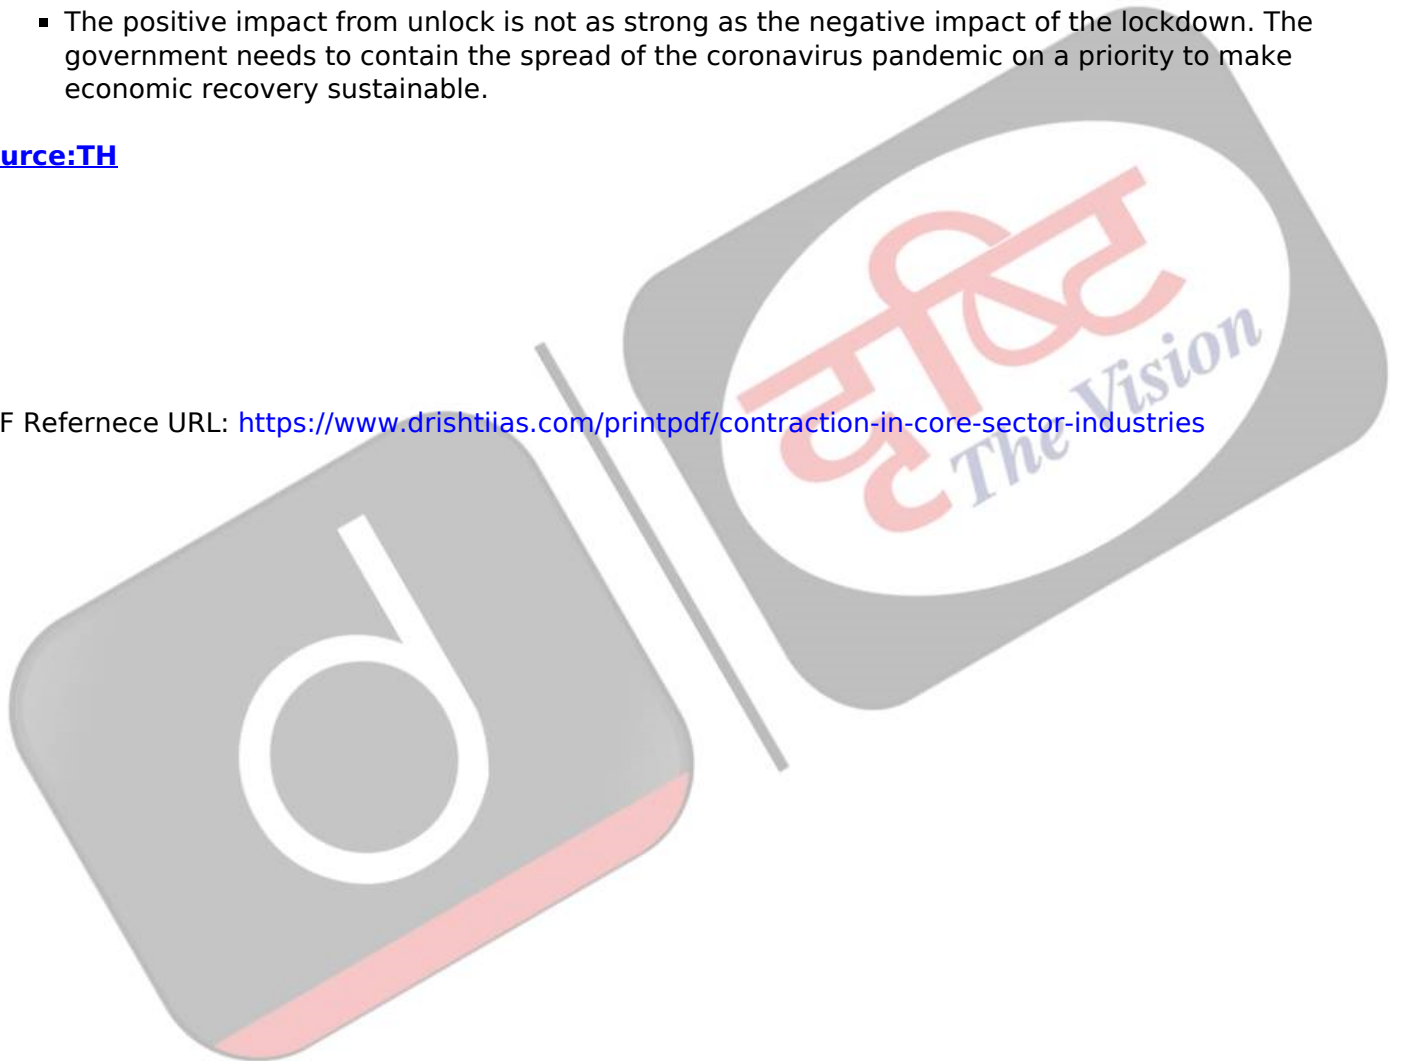 ▪ The positive impact from unlock is not as strong as the negative impact of the lockdown. The
government needs to contain the spread of the coronavirus pandemic on a priority to make
economic recovery sustainable.
urce:TH
दृष्टि
The Vision
F Refernece URL: https://www.drishtiias.com/printpdf/contraction-in-core-sector-industries
d